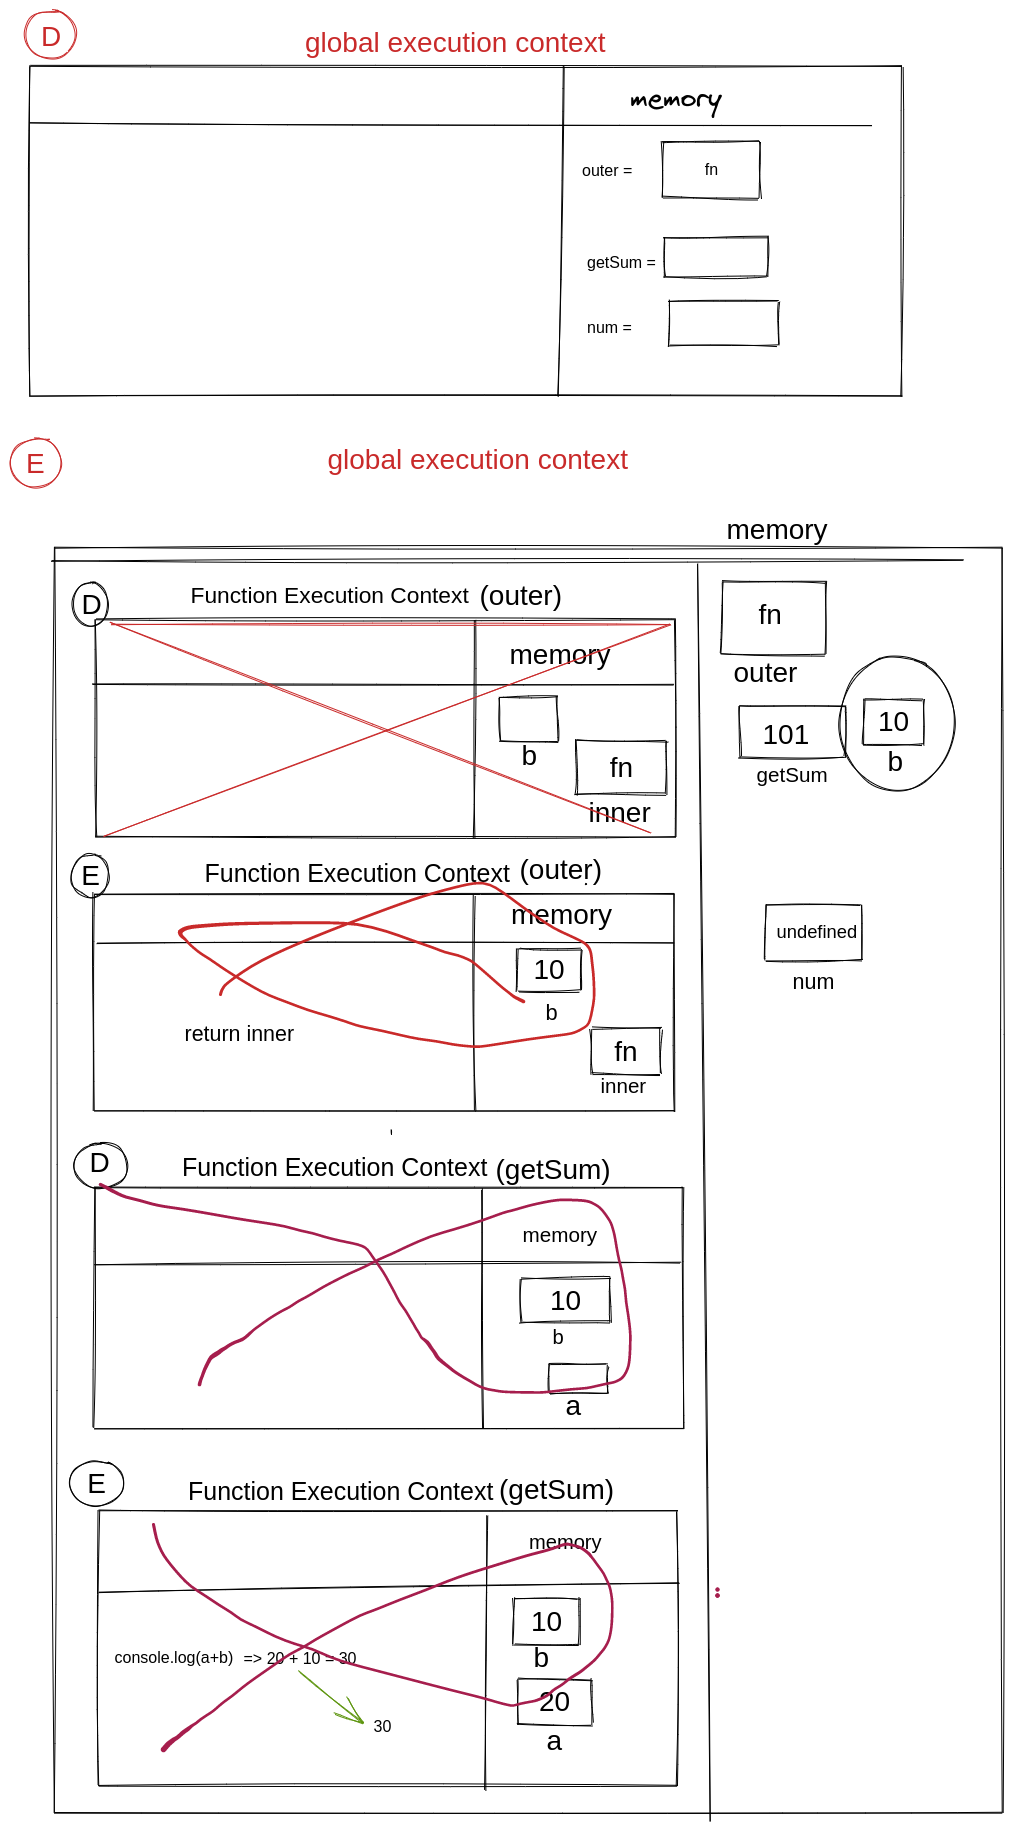 D
global execution context
memory
outer =
fn
getSum =
num =
E
global execution context
memory
D
Function Execution Context (outer)
memory
b
fn
inner
fn
outer
101
getSum
10
b
E
Function Execution Context (outer)
memory
10
b
return inner
fn
inner
undefined
num
D
Function Execution Context (getSum)
memory
10
b
a
E
Function Execution Context (getSum)
memory
10
b
console.log(a+b) => 20 + 10 = 30
30
20
a